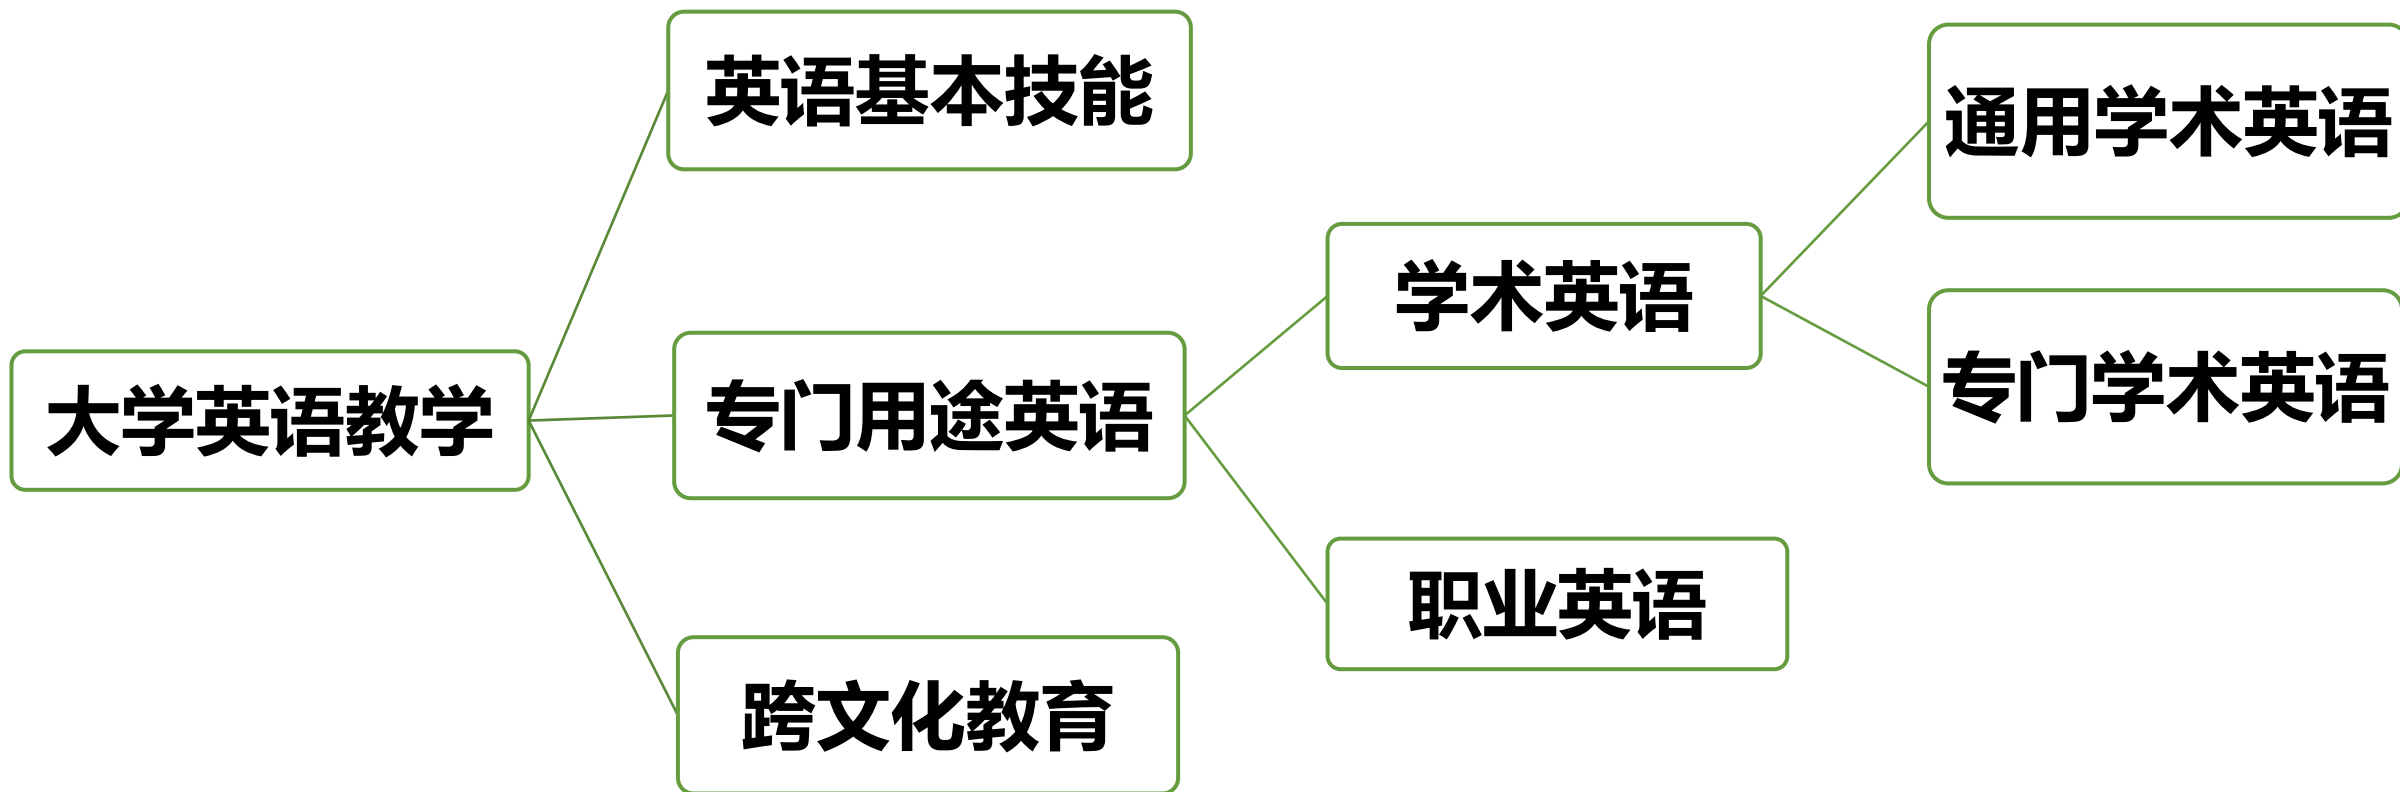 大学英语教学
英语基本技能
专门用途英语
跨文化教育
学术英语
职业英语
通用学术英语
专门学术英语